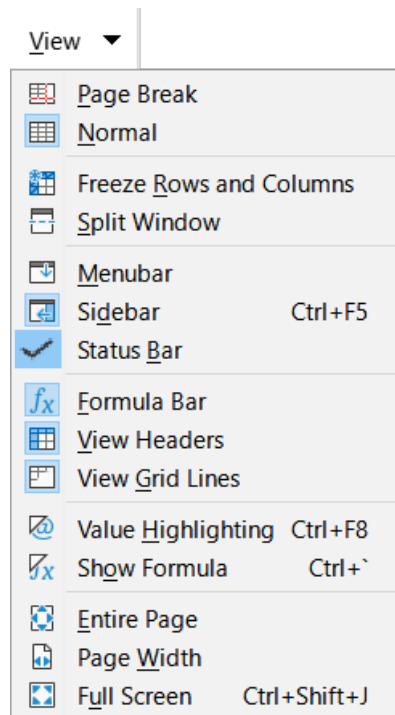 View
Page Break
Normal
Freeze Rows and Columns
Split Window
Menubar
Sidebar Ctrl+F5
Status Bar
Formula Bar
View Headers
View Grid Lines
Value Highlighting Ctrl+F8
Show Formula Ctrl+`
Entire Page
Page Width
Full Screen Ctrl+Shift+J